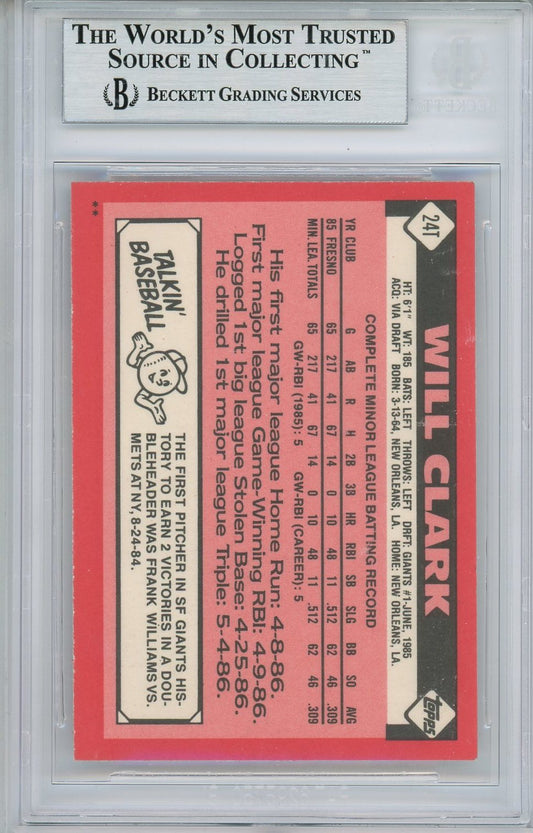 THE WORLD'S MOST TRUSTED
SOURCE IN COLLECTING™
B BECKETT GRADING SERVICES
24T
WILL CLARK
topps
HT: 6'1" WT: 185 BATS: LEFT THROWS: LEFT DRFT: GIANTS #1-JUNE, 1985
ACQ: VIA DRAFT BORN: 3-13-64, NEW ORLEANS, LA. HOME: NEW ORLEANS, LA.
COMPLETE MINOR LEAGUE BATTING RECORD
YR CLUB G AB R H 2B 3B HR RBI SB SLG BB SO AVG
85 FRESNO 65 217 41 67 14 0 10 48 11 .512 62 46 .309
MIN. LEA. TOTALS 65 217 41 67 14 0 10 48 11 .512 62 46 .309
GW-RBI (1985): 5 GW-RBI (CAREER): 5
His first major league Home Run: 4-8-86.
First major league Game-Winning RBI: 4-9-86.
Logged 1st big league Stolen Base: 4-25-86.
He drilled 1st major league Triple: 5-4-86.
TALKIN'
BASEBALL
THE FIRST PITCHER IN SF GIANTS HIS-
TORY TO EARN 2 VICTORIES IN A DOU-
BLEHEADER WAS FRANK WILLIAMS VS.
METS AT NY, 8-24-84.
**